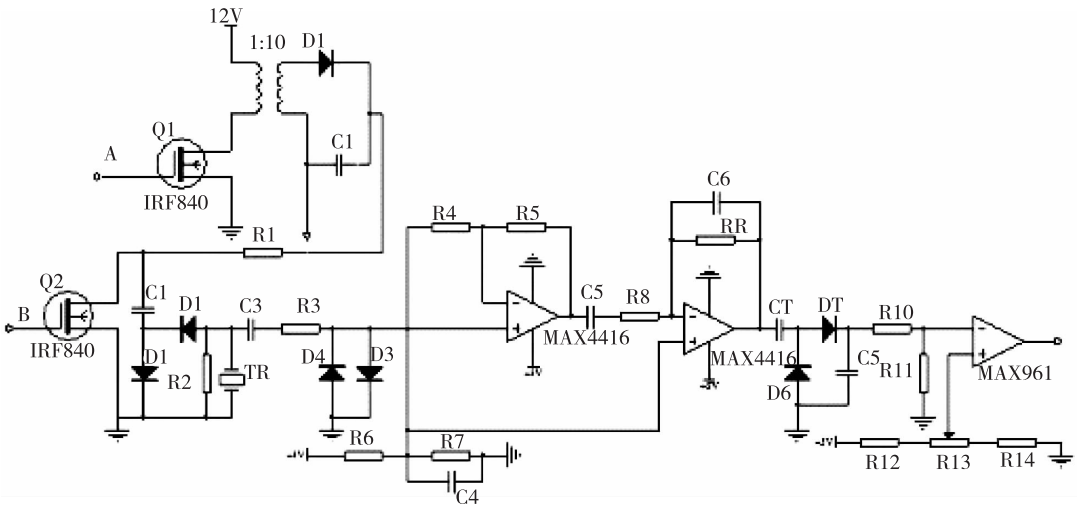 12V
1:10
D1
Q1
A
C1
IRF840
R1
Q2
B
C1
D1
C3
R3
IRF840
D1
R2
TR
D4
D3
R4
R5
C5
R8
MAX4416
C6
RR
MAX4416
CT
DT
R10
D6
C5
R11
MAX961
R6
R7
C4
R12
R13
R14